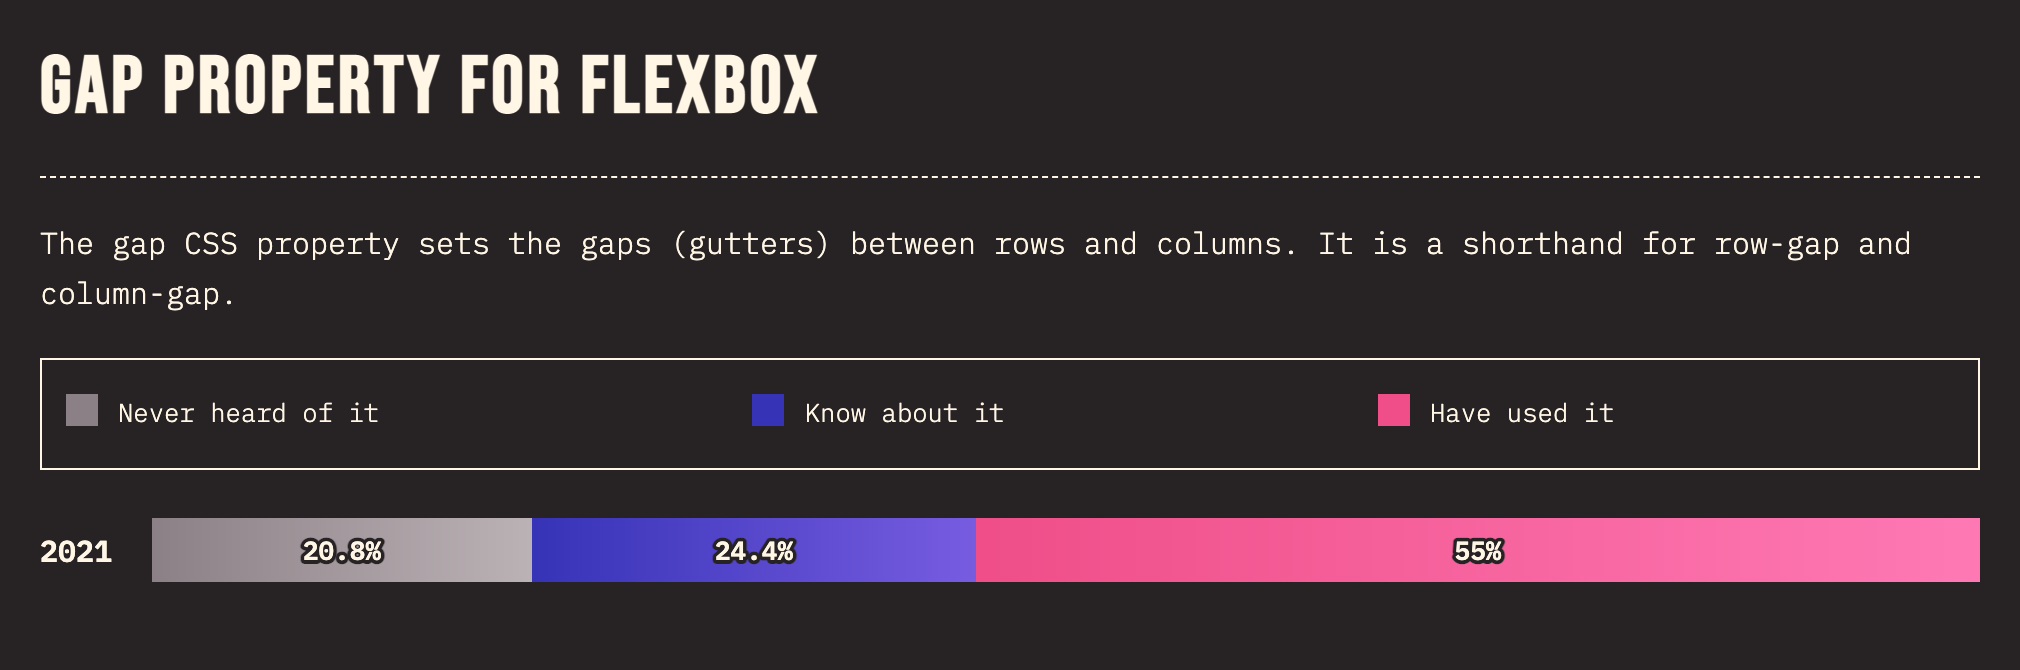 GAP PROPERTY FOR FLEXBOX
The gap CSS property sets the gaps (gutters) between rows and columns. It is a shorthand for row-gap and
column-gap.
Never heard of it Know about it Have used it
2021 20.8% 24.4% 55%